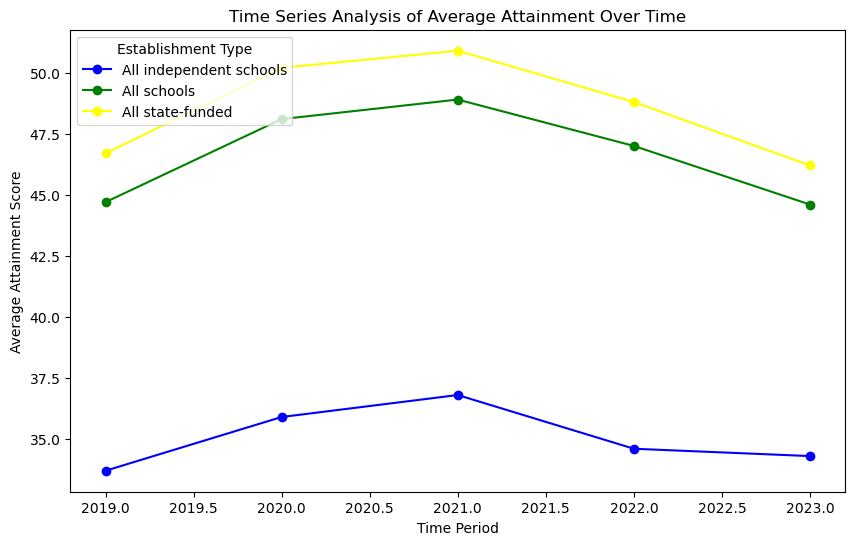 Time Series Analysis of Average Attainment Over Time
Establishment Type
All independent schools
All schools
All state-funded
Average Attainment Score
50.0
47.5
45.0
42.5
40.0
37.5
35.0
2019.0 2019.5 2020.0 2020.5 2021.0 2021.5 2022.0 2022.5 2023.0
Time Period